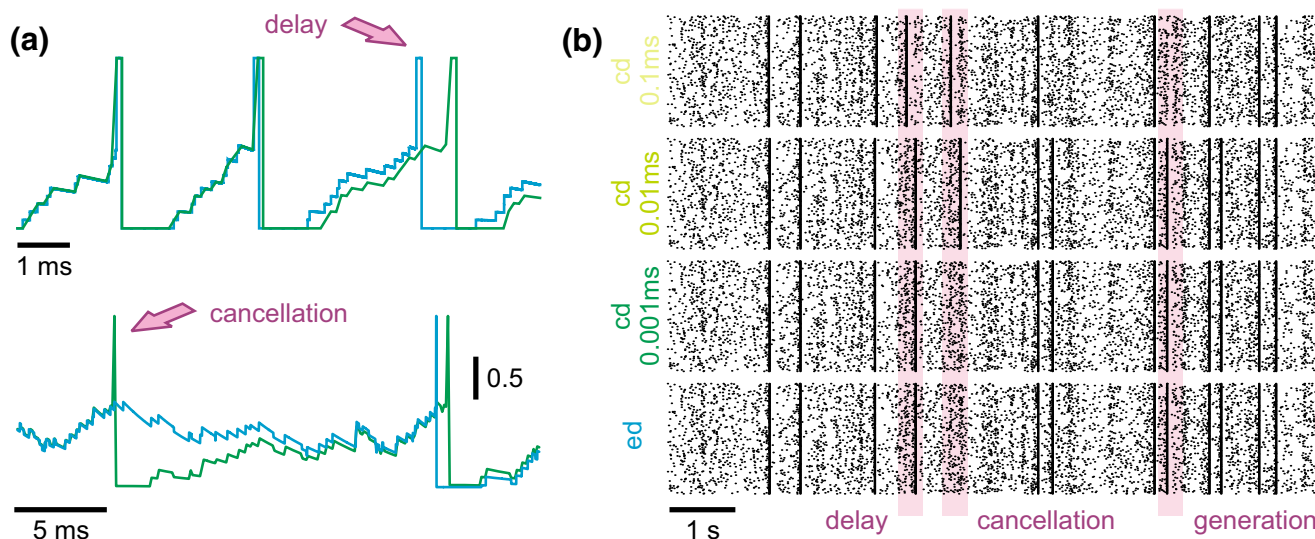 (a)
delay
1 ms
cancellation
0.5
5 ms
(b)
cd
0.1ms
cd
0.01ms
cd
0.001ms
ed
1 s
delay
cancellation
generation